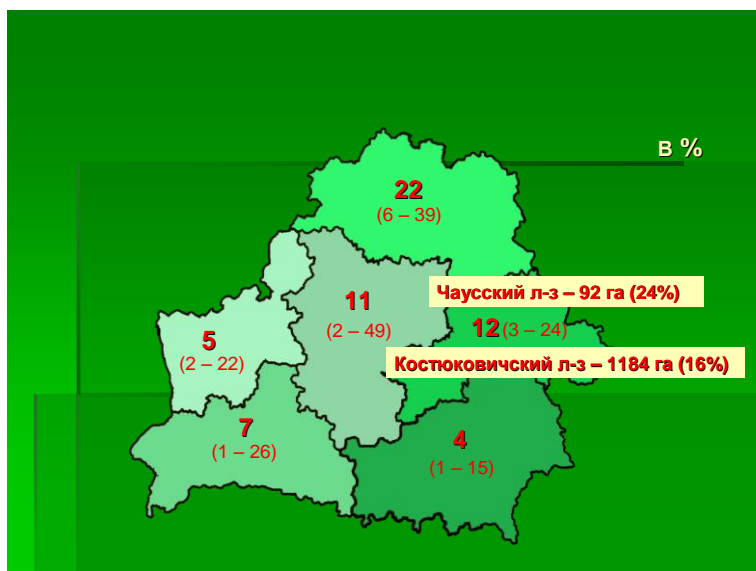 В %
22
(6 – 39)
Чаусский л-з – 92 га (24%)
11
(2 – 49)
12 (3 – 24)
5
(2 – 22)
Костюковичский л-з – 1184 га (16%)
7
(1 – 26)
4
(1 – 15)